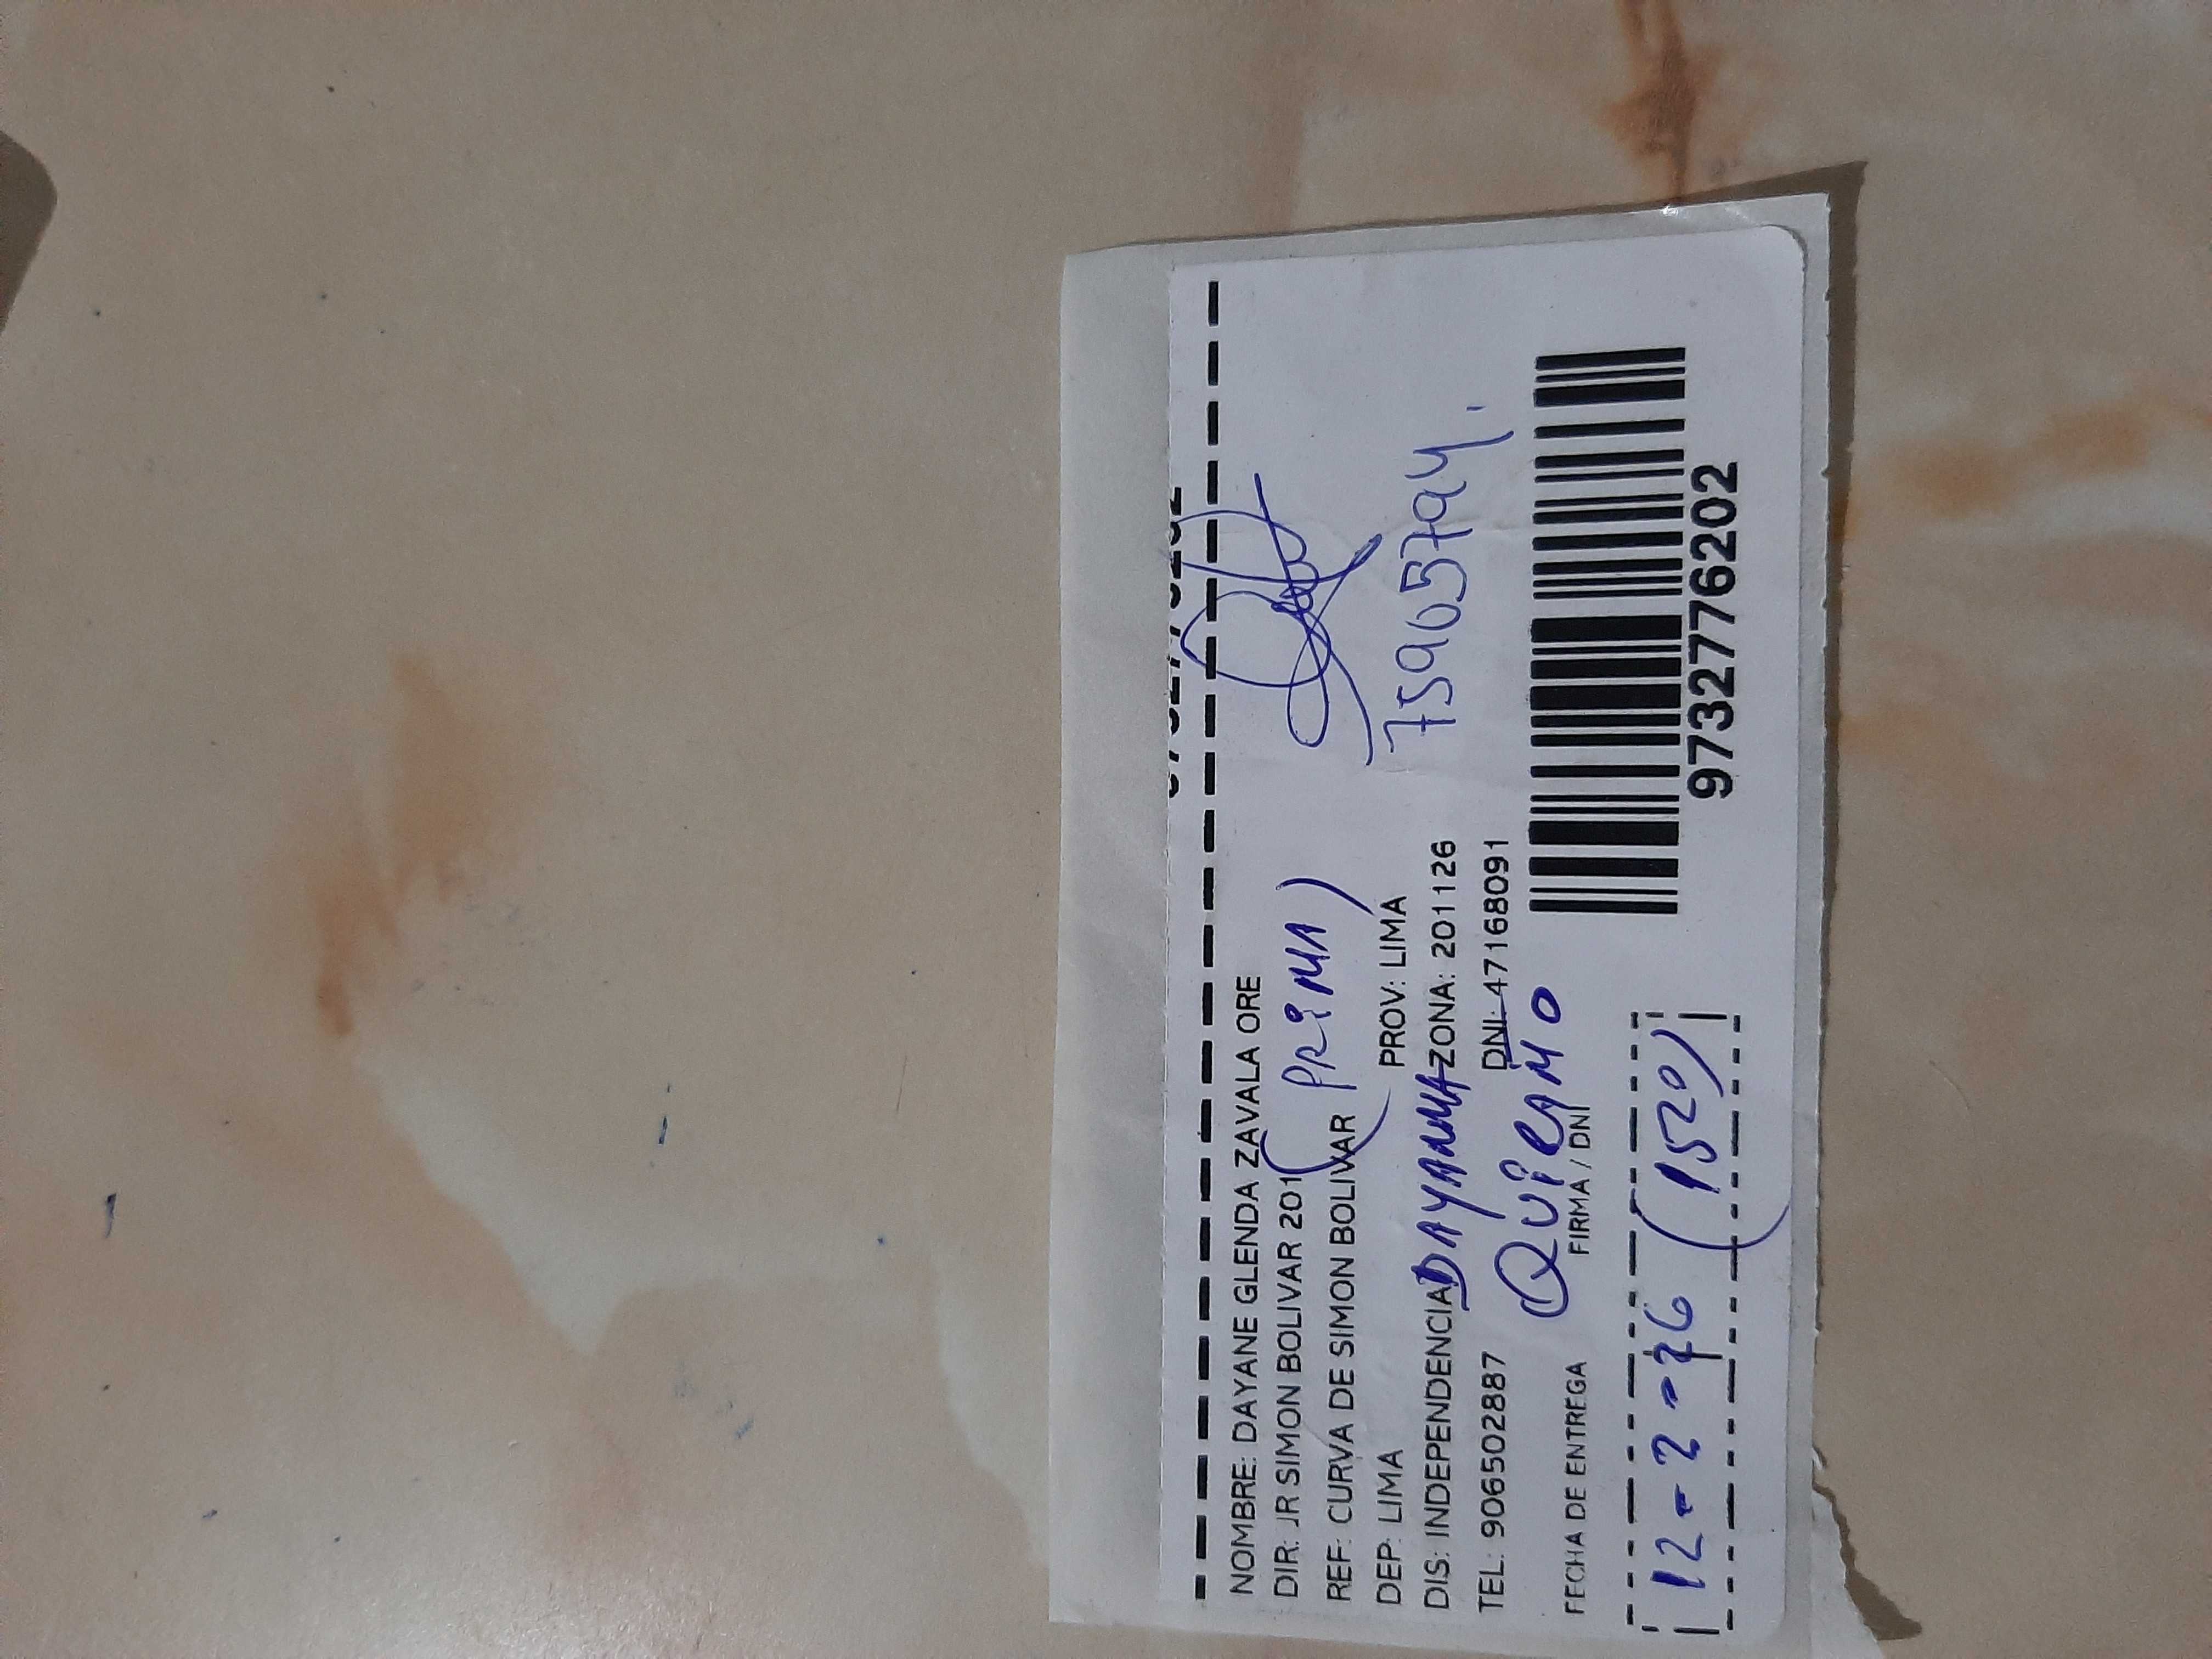 NOMBRE: DAYANE GLENDA ZAVALA ORE
DIR: JR SIMON BOLIVAR 201
(PRIMA)
REF: CURVA DE SIMON BOLIVAR
DEP: LIMA PROV: LIMA
DIS: INDEPENDENCIA ZONA: 201126
DAYANNA
TEL: 906502887 DNI: 47168091
QUICAMO
FECHA DE ENTREGA FIRMA / DNI
12-2-26 (1520)
75905794.
9732776202